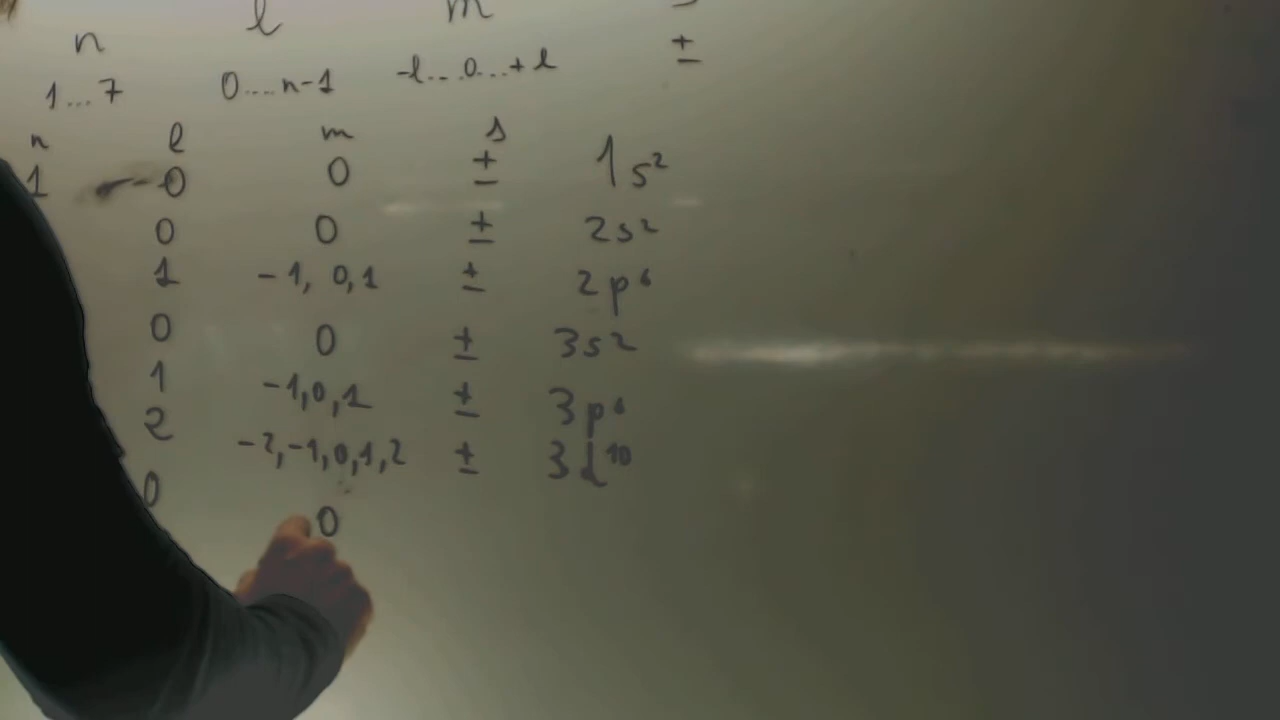 n l m
1...7 0....n-1 -l....0...+l ±
n l m s
1 0 0 ± 1s²
0 0 ± 2s²
1 -1, 0,1 ± 2p⁶
0 0 ± 3s²
1 -1,0,1 ± 3p⁶
2 -2,-1,0,1,2 ± 3d¹⁰
0 0